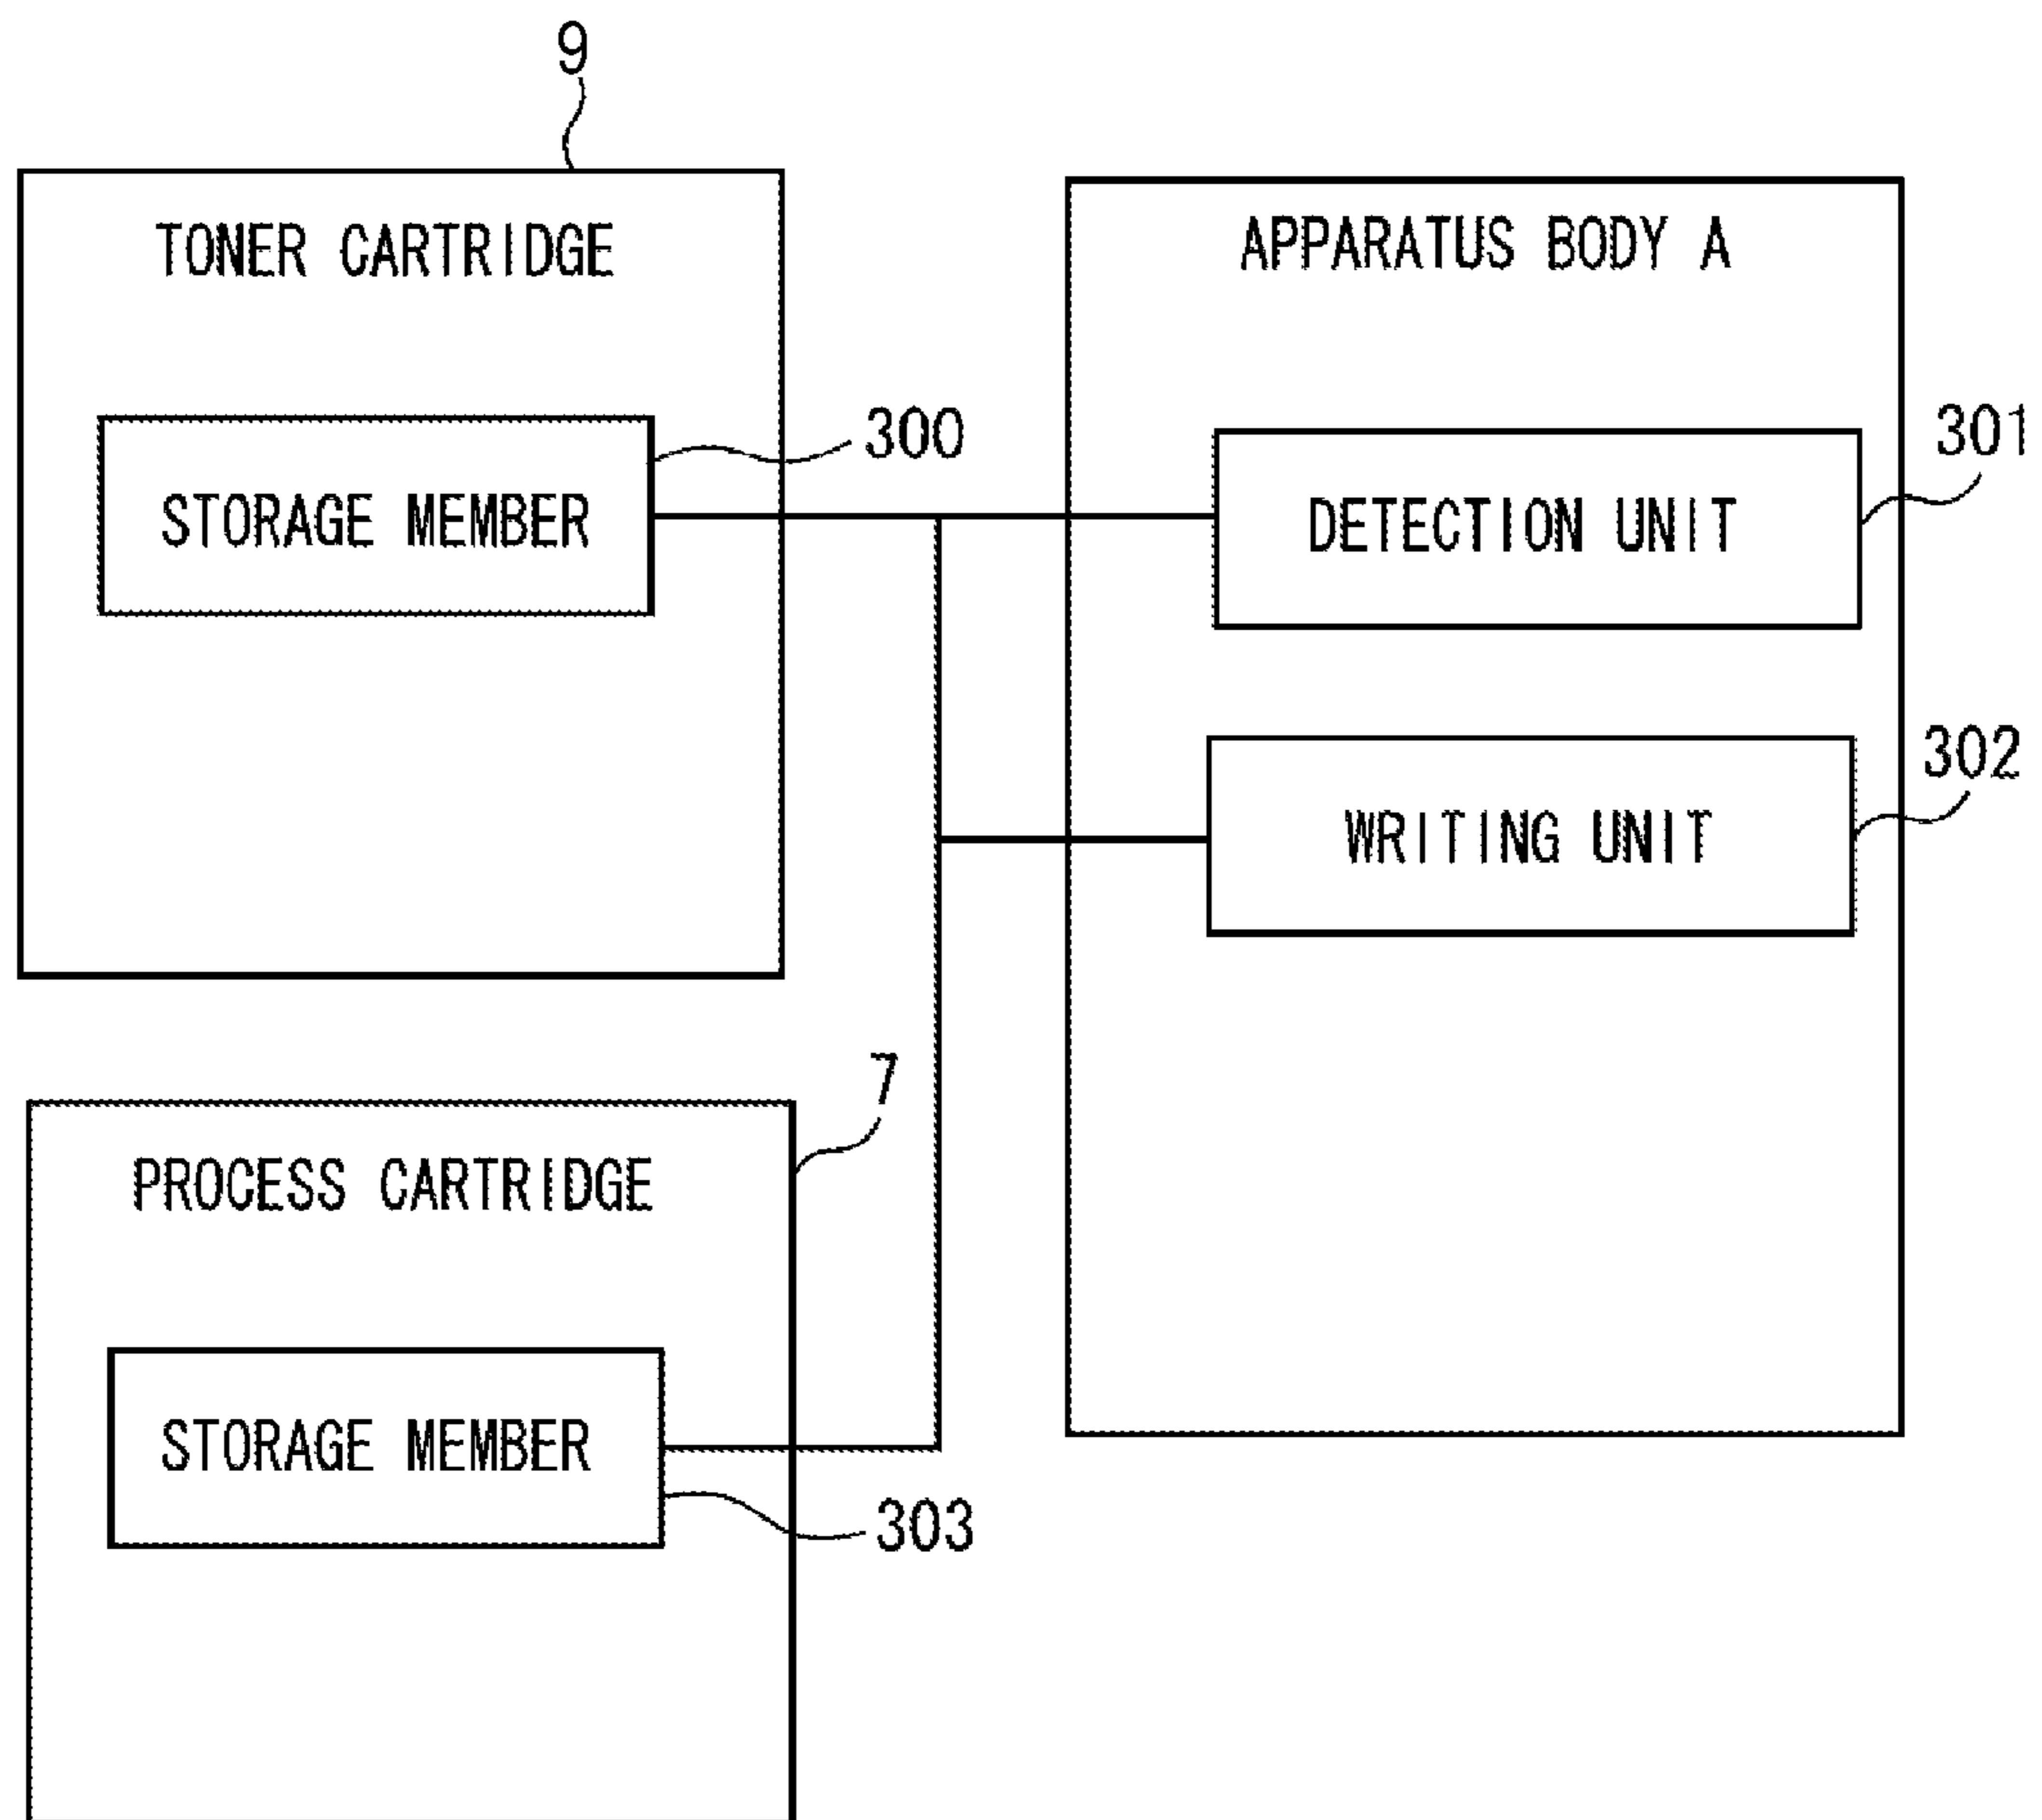 9
TONER CARTRIDGE
APPARATUS BODY A
300
301
STORAGE MEMBER
DETECTION UNIT
302
WRITING UNIT
7
PROCESS CARTRIDGE
STORAGE MEMBER
303